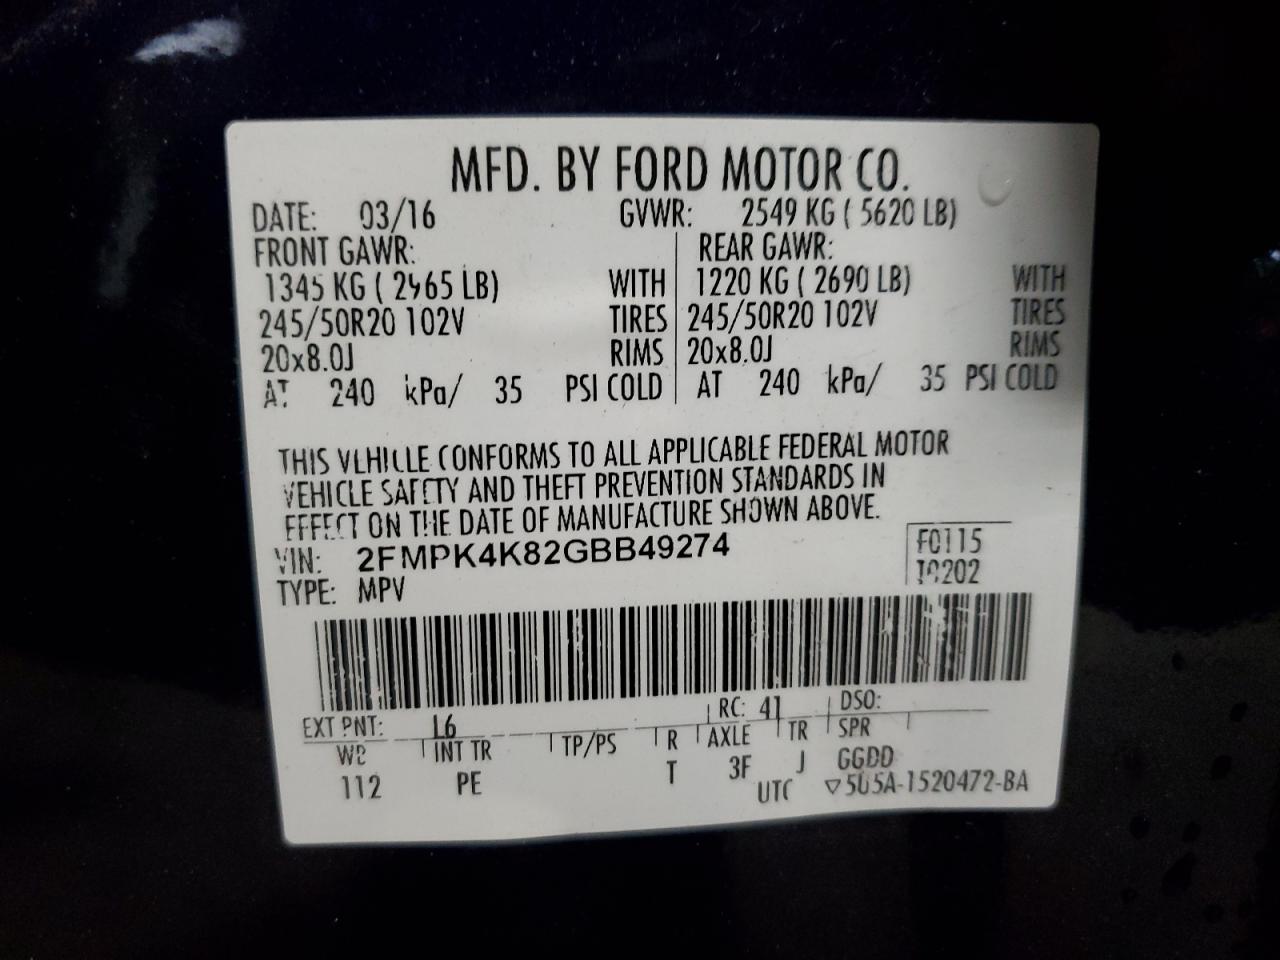 MFD. BY FORD MOTOR CO.
DATE: 03/16 GVWR: 2549 KG ( 5620 LB)
FRONT GAWR: REAR GAWR:
1345 KG ( 2965 LB) WITH 1220 KG ( 2690 LB) WITH
245/50R20 102V TIRES 245/50R20 102V TIRES
20x8.0J RIMS 20x8.0J RIMS
AT 240 kPa/ 35 PSI COLD AT 240 kPa/ 35 PSI COLD
THIS VEHICLE CONFORMS TO ALL APPLICABLE FEDERAL MOTOR
VEHICLE SAFETY AND THEFT PREVENTION STANDARDS IN
EFFECT ON THE DATE OF MANUFACTURE SHOWN ABOVE.
VIN: 2FMPK4K82GBB49274 F0115
TYPE: MPV
EXT PNT: L6 RC: 41 DSO:
WB INT TR TP/PS R AXLE TR SPR
112 PE T 3F J GGDD
UTC ▽5U5A-1520472-BA